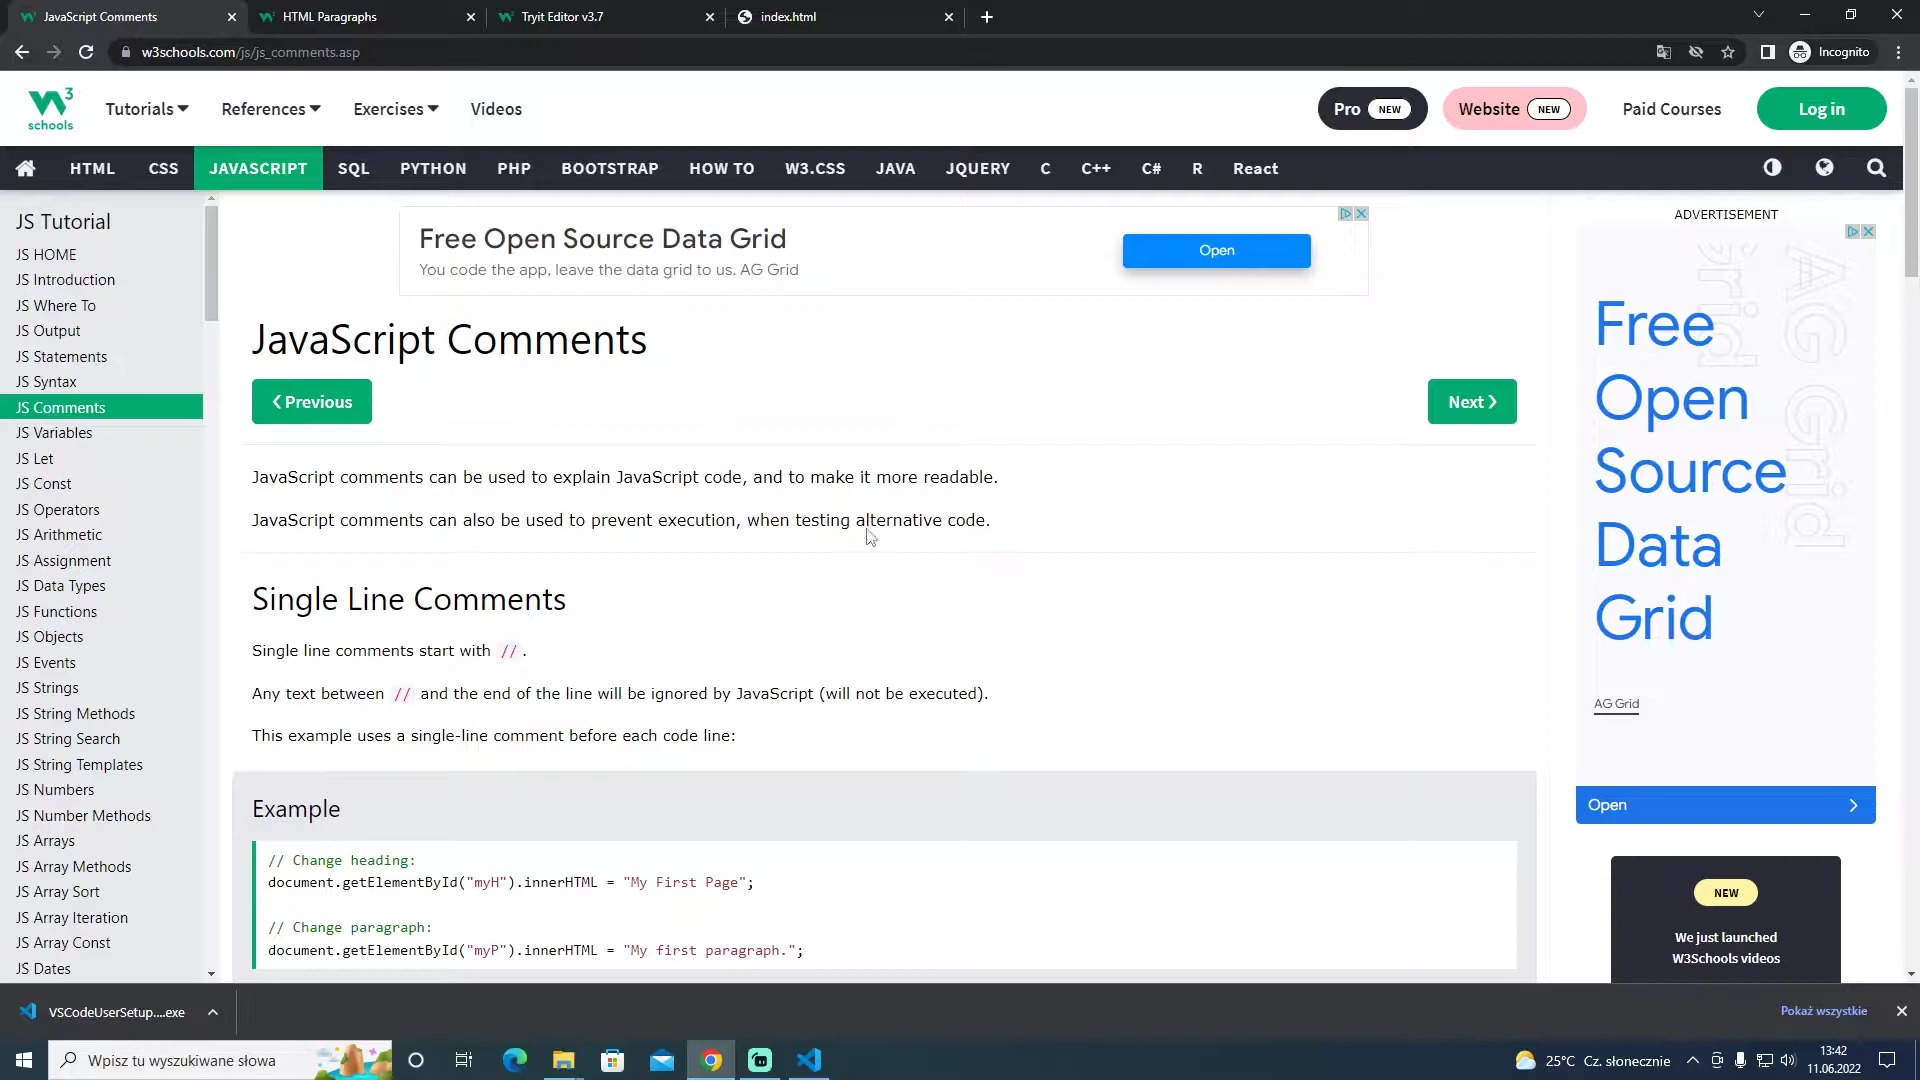 JavaScript Comments
HTML Paragraphs
Tryit Editor v3.7
index.html
w3schools.com/js/js_comments.asp
Incognito
W3
schools
Tutorials
References
Exercises
Videos
Pro NEW
Website NEW
Paid Courses
Log in
HTML
CSS
JAVASCRIPT
SQL
PYTHON
PHP
BOOTSTRAP
HOW TO
W3.CSS
JAVA
JQUERY
C
C++
C#
R
React
JS Tutorial
JS HOME
JS Introduction
JS Where To
JS Output
JS Statements
JS Syntax
JS Comments
JS Variables
JS Let
JS Const
JS Operators
JS Arithmetic
JS Assignment
JS Data Types
JS Functions
JS Objects
JS Events
JS Strings
JS String Methods
JS String Search
JS String Templates
JS Numbers
JS Number Methods
JS Arrays
JS Array Methods
JS Array Sort
JS Array Iteration
JS Array Const
JS Dates
Free Open Source Data Grid
You code the app, leave the data grid to us. AG Grid
Open
JavaScript Comments
❮ Previous
Next ❯
JavaScript comments can be used to explain JavaScript code, and to make it more readable.
JavaScript comments can also be used to prevent execution, when testing alternative code.
Single Line Comments
Single line comments start with //.
Any text between // and the end of the line will be ignored by JavaScript (will not be executed).
This example uses a single-line comment before each code line:
Example
// Change heading:
document.getElementById("myH").innerHTML = "My First Page";
// Change paragraph:
document.getElementById("myP").innerHTML = "My first paragraph.";
ADVERTISEMENT
AG Grid
Free
Open
Source
Data
Grid
AG Grid
Open
NEW
We just launched
W3Schools videos
VSCodeUserSetup....exe
Pokaż wszystkie
Wpisz tu wyszukiwane słowa
25°C Cz. słonecznie
13:42
11.06.2022